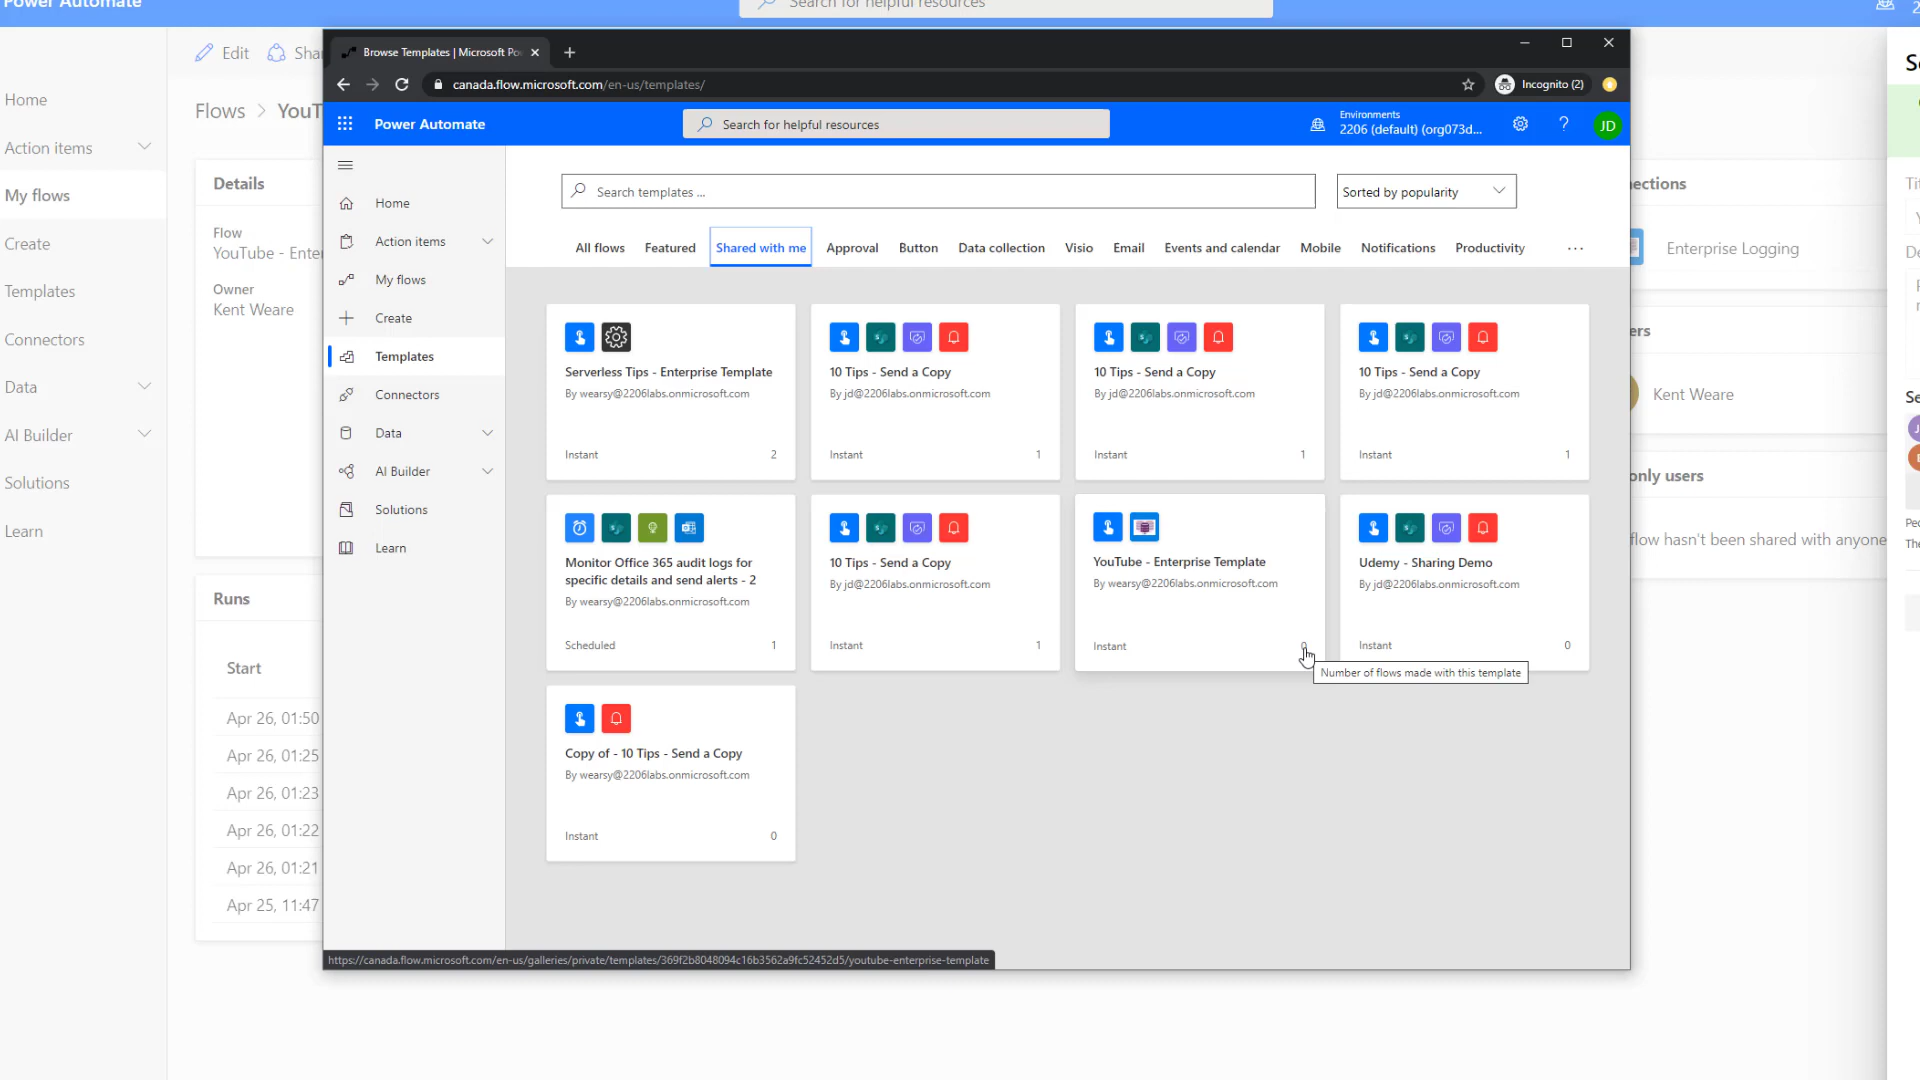 Power Automate
Search for helpful resources
Edit
Home
Action items
My flows
Create
Templates
Connectors
Data
AI Builder
Solutions
Learn
Flows
Details
Flow
Owner
Kent Weare
Runs
Start
Apr 26, 01:50
Apr 26, 01:25
Apr 26, 01:23
Apr 26, 01:22
Apr 26, 01:21
Apr 25, 11:47
Browse Templates | Microsoft Po
canada.flow.microsoft.com/en-us/templates/
Incognito (2)
Power Automate
Search for helpful resources
Environments
2206 (default) (org073d...
?
JD
Home
Action items
My flows
Create
Templates
Connectors
Data
AI Builder
Solutions
Learn
Search templates ...
Sorted by popularity
All flows
Featured
Shared with me
Approval
Button
Data collection
Visio
Email
Events and calendar
Mobile
Notifications
Productivity
...
Serverless Tips - Enterprise Template
By wearsy@2206labs.onmicrosoft.com
Instant 2
10 Tips - Send a Copy
By jd@2206labs.onmicrosoft.com
Instant 1
10 Tips - Send a Copy
By jd@2206labs.onmicrosoft.com
Instant 1
10 Tips - Send a Copy
By jd@2206labs.onmicrosoft.com
Instant 1
Monitor Office 365 audit logs for
specific details and send alerts - 2
By wearsy@2206labs.onmicrosoft.com
Scheduled 1
10 Tips - Send a Copy
By jd@2206labs.onmicrosoft.com
Instant 1
YouTube - Enterprise Template
By wearsy@2206labs.onmicrosoft.com
Instant
Udemy - Sharing Demo
By jd@2206labs.onmicrosoft.com
Instant 0
Number of flows made with this template
Copy of - 10 Tips - Send a Copy
By wearsy@2206labs.onmicrosoft.com
Instant 0
https://canada.flow.microsoft.com/en-us/galleries/private/templates/369f2b8048094c16b3562a9fc52452d5/youtube-enterprise-template
Enterprise Logging
Kent Weare
only users
flow hasn't been shared with anyone